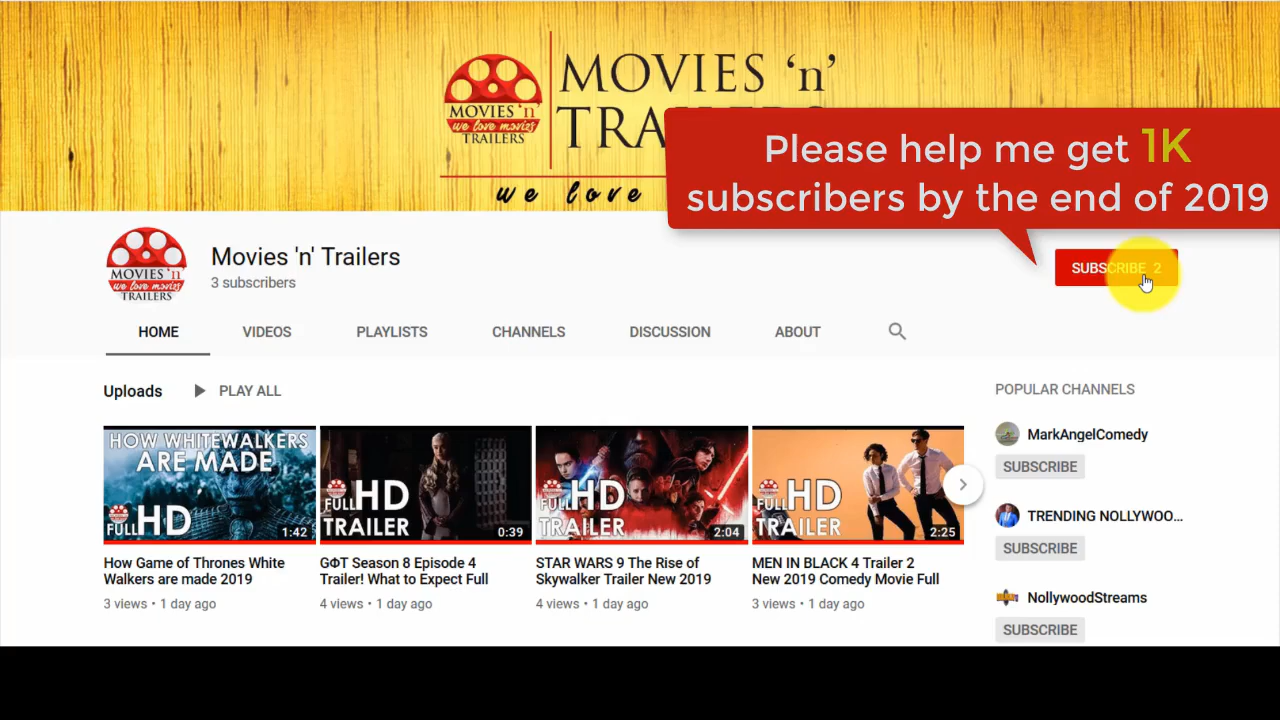 MOVIES 'n'
we love movies
TRAILERS
MOVIES ‘n’
TRA
we love
Please help me get 1K
subscribers by the end of 2019
MOVIES 'n'
we love movies
TRAILERS
Movies 'n' Trailers
3 subscribers
SUBSCRIBE 2
HOME
VIDEOS
PLAYLISTS
CHANNELS
DISCUSSION
ABOUT
Uploads
PLAY ALL
HOW WHITEWALKERS
ARE MADE
FULL HD
1:42
How Game of Thrones White
Walkers are made 2019
3 views • 1 day ago
FULL HD
TRAILER
0:39
GФT Season 8 Episode 4
Trailer! What to Expect Full
4 views • 1 day ago
FULL HD
TRAILER
2:04
STAR WARS 9 The Rise of
Skywalker Trailer New 2019
4 views • 1 day ago
FULL HD
TRAILER
2:25
MEN IN BLACK 4 Trailer 2
New 2019 Comedy Movie Full
3 views • 1 day ago
POPULAR CHANNELS
MarkAngelComedy
SUBSCRIBE
TRENDING NOLLYWOO...
SUBSCRIBE
NollywoodStreams
SUBSCRIBE